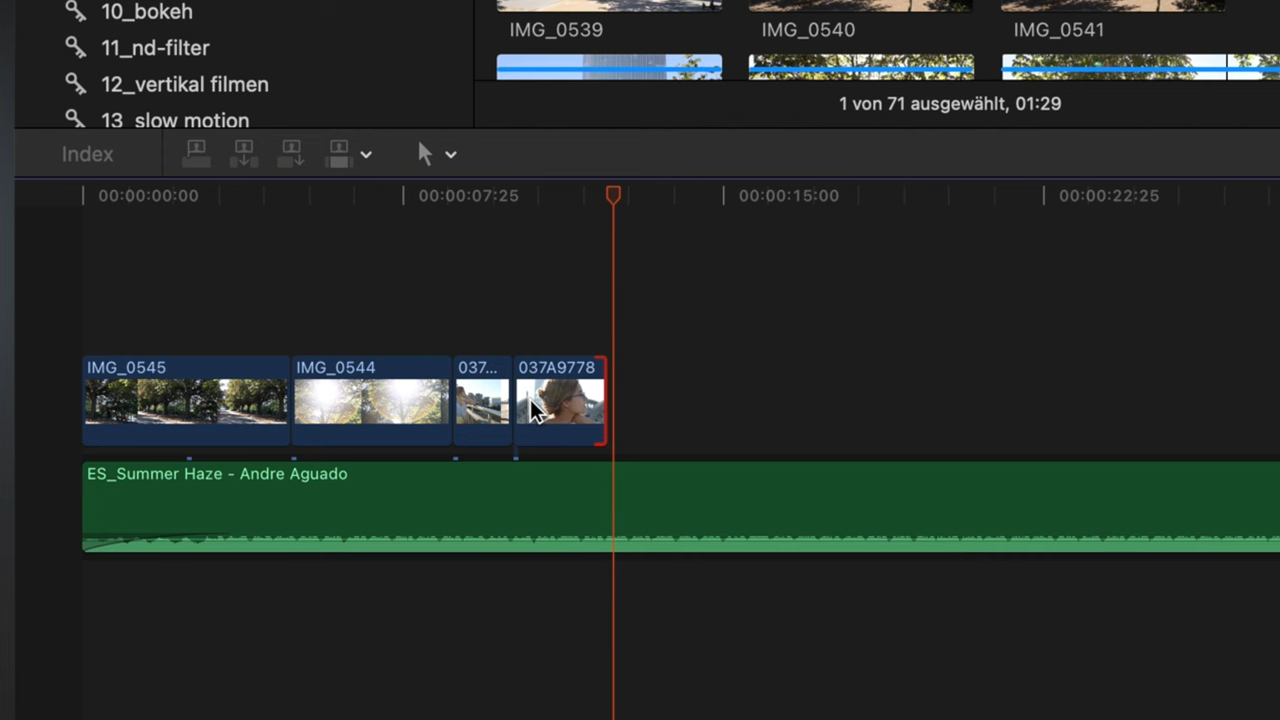 10_bokeh
11_nd-filter
12_vertikal filmen
13_slow motion
IMG_0539
IMG_0540
IMG_0541
1 von 71 ausgewählt, 01:29
Index
00:00:00:00
00:00:07:25
00:00:15:00
00:00:22:25
IMG_0545
IMG_0544
037...
037A9778
ES_Summer Haze - Andre Aguado